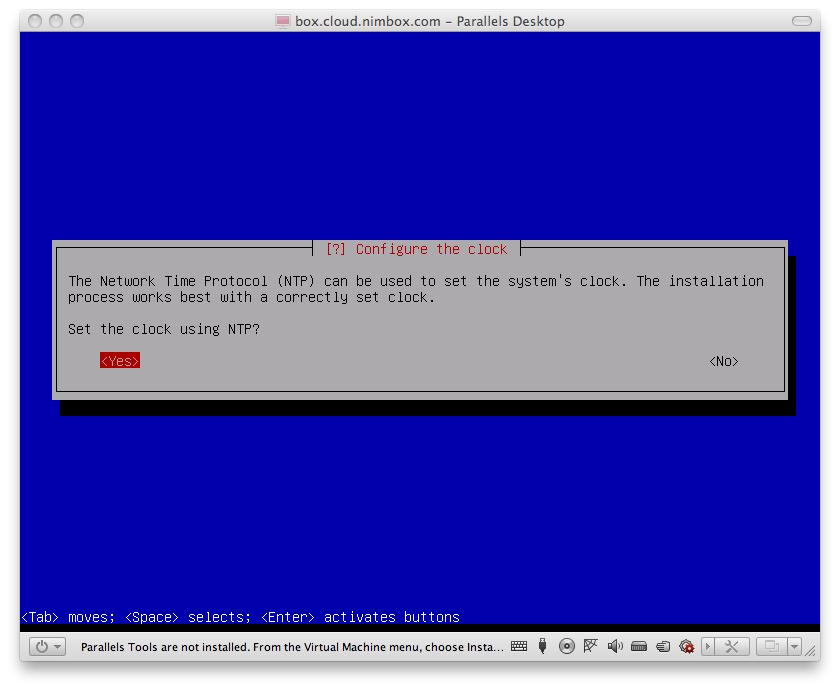 box.cloud.nimbox.com – Parallels Desktop
[?] Configure the clock
The Network Time Protocol (NTP) can be used to set the system's clock. The installation
process works best with a correctly set clock.
Set the clock using NTP?
<Yes> <No>
<Tab> moves; <Space> selects; <Enter> activates buttons
Parallels Tools are not installed. From the Virtual Machine menu, choose Insta...